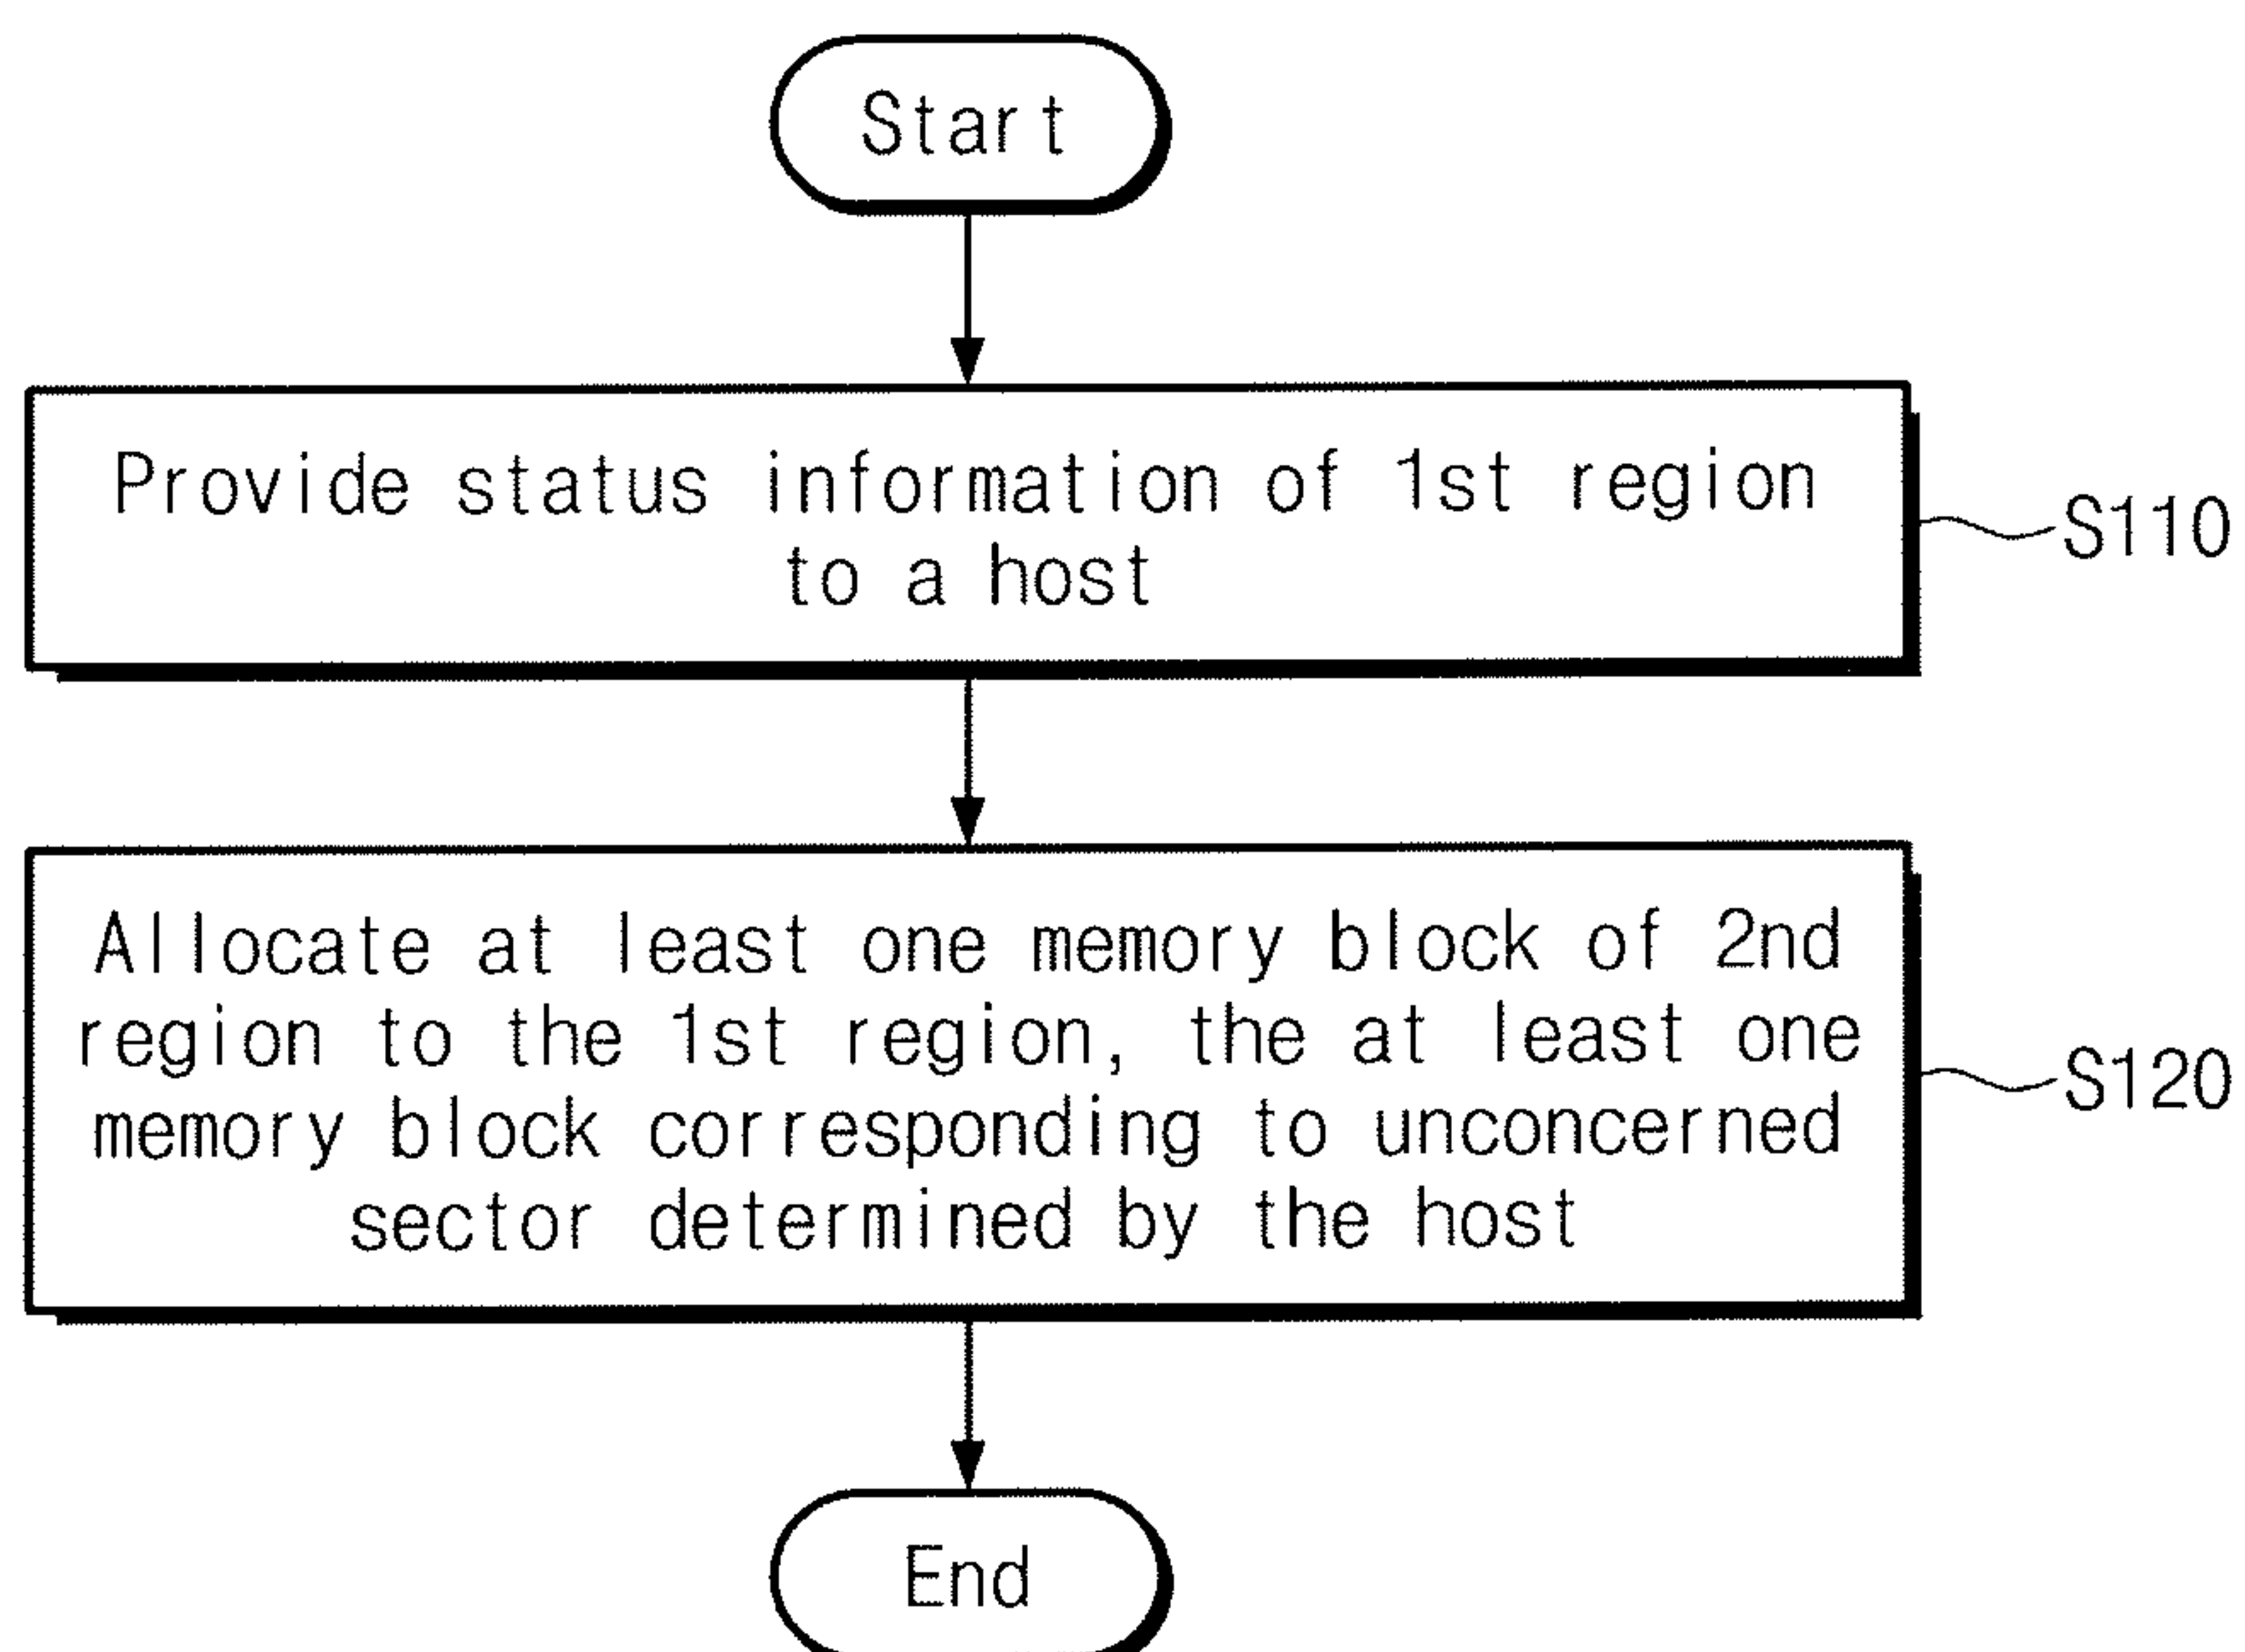 Start
Provide status information of 1st region
to a host
S110
Allocate at least one memory block of 2nd
region to the 1st region, the at least one
memory block corresponding to unconcerned
sector determined by the host
S120
End